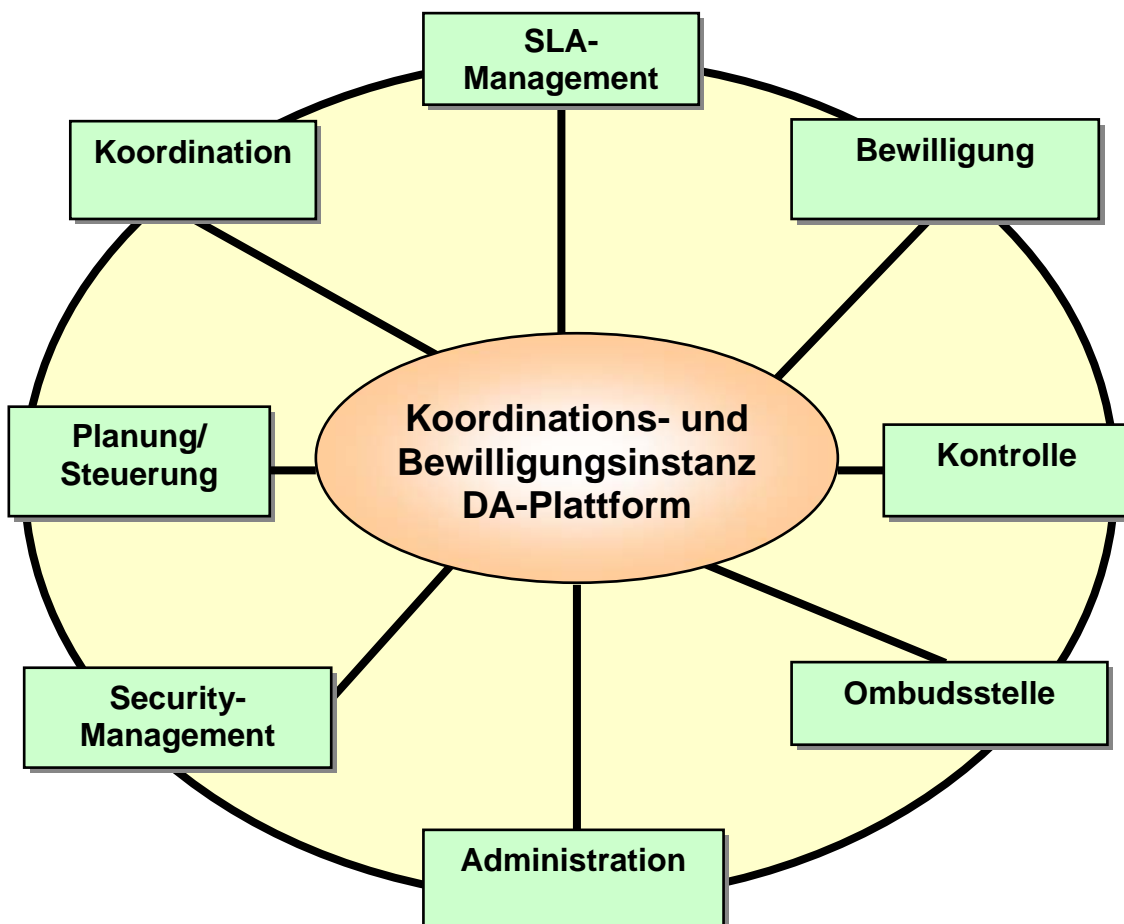 SLA-
Management
Koordination
Bewilligung
Koordinations- und
Bewilligungsinstanz
DA-Plattform
Planung/
Steuerung
Kontrolle
Security-
Management
Ombudsstelle
Administration